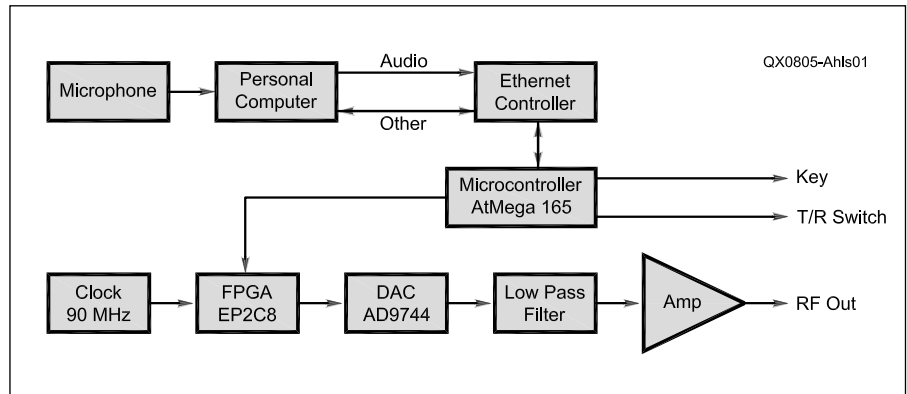 QX0805-Ahls01
Microphone
Personal
Computer
Audio
Other
Ethernet
Controller
Microcontroller
AtMega 165
Key
T/R Switch
Clock
90 MHz
FPGA
EP2C8
DAC
AD9744
Low Pass
Filter
Amp
RF Out